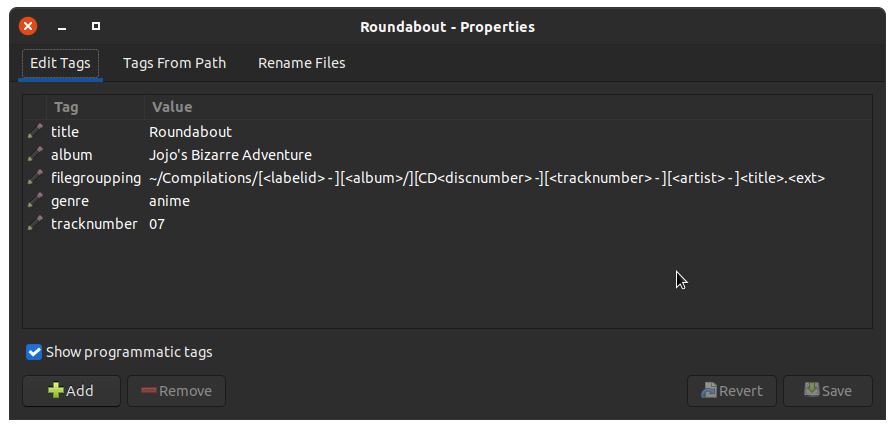 Roundabout - Properties
Edit Tags Tags From Path Rename Files
Tag Value
title Roundabout
album Jojo's Bizarre Adventure
filegroupping ~/Compilations/[<labelid> - ][<album>/][CD<discnumber> -][<tracknumber> - ][<artist> - ]<title>.<ext>
genre anime
tracknumber 07
Show programmatic tags
Add Remove Revert Save